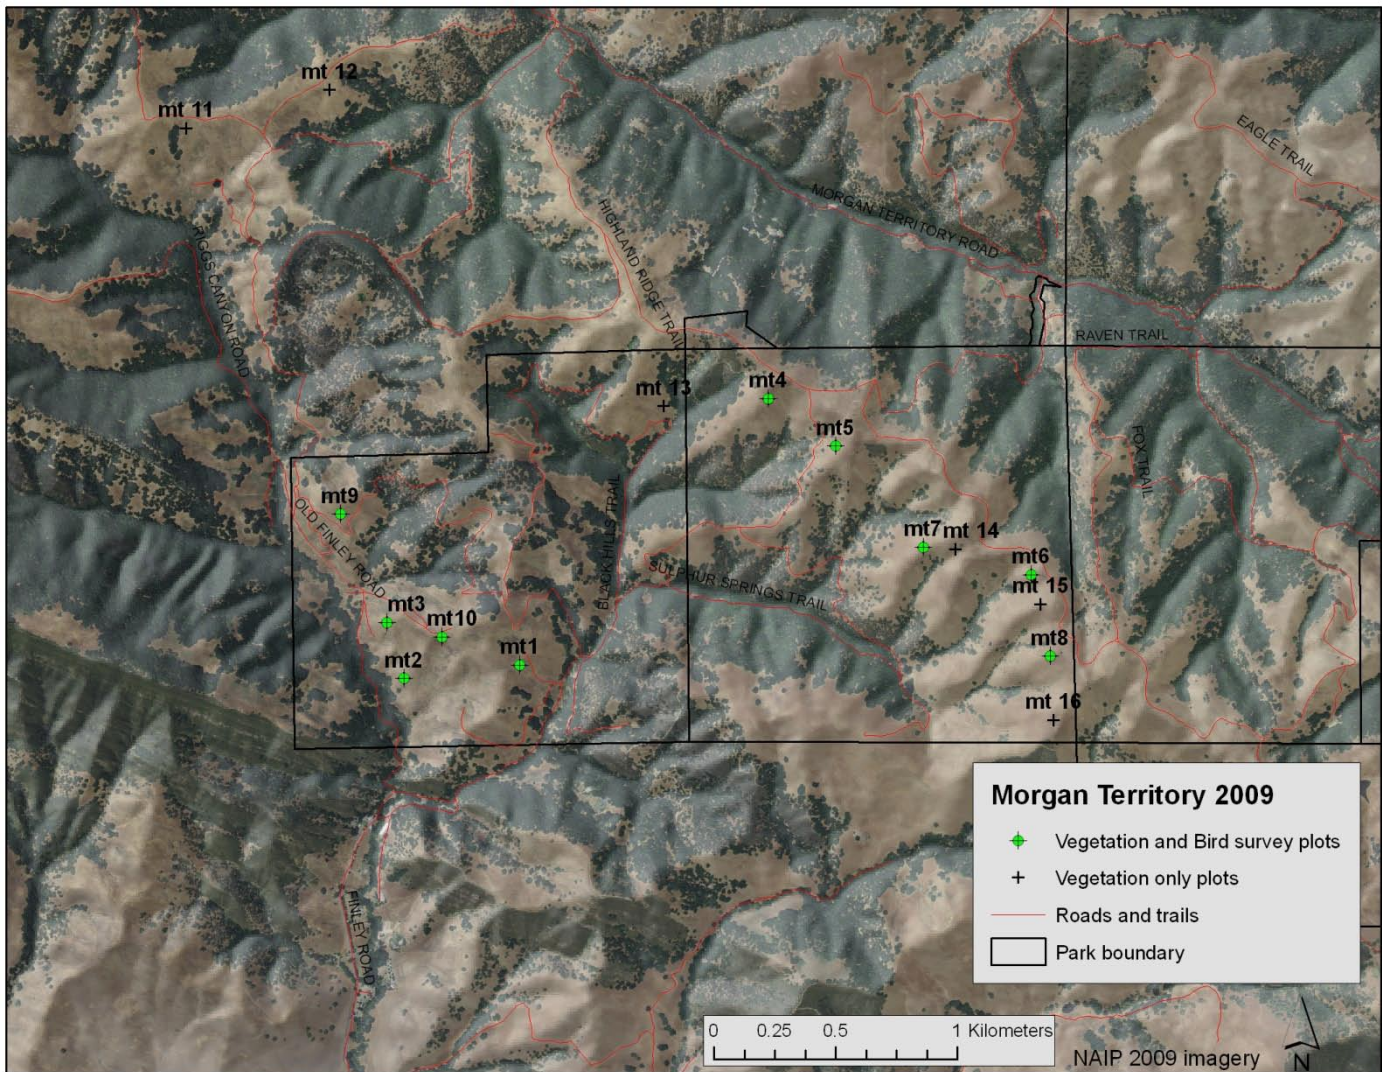 mt 12
mt 11
EAGLE TRAIL
MORGAN TERRITORY ROAD
HIGHLAND RIDGE TRAIL
RIGGS CANYON ROAD
RAVEN TRAIL
mt 13
mt4
mt5
FOX TRAIL
mt9
OLD FINLEY ROAD
BLACK HILLS TRAIL
mt7
mt 14
SULPHUR SPRINGS TRAIL
mt6
mt 15
mt3
mt10
mt1
mt2
mt8
mt 16
FINLEY ROAD
Morgan Territory 2009
Vegetation and Bird survey plots
Vegetation only plots
Roads and trails
Park boundary
0 0.25 0.5 1 Kilometers
NAIP 2009 imagery
N